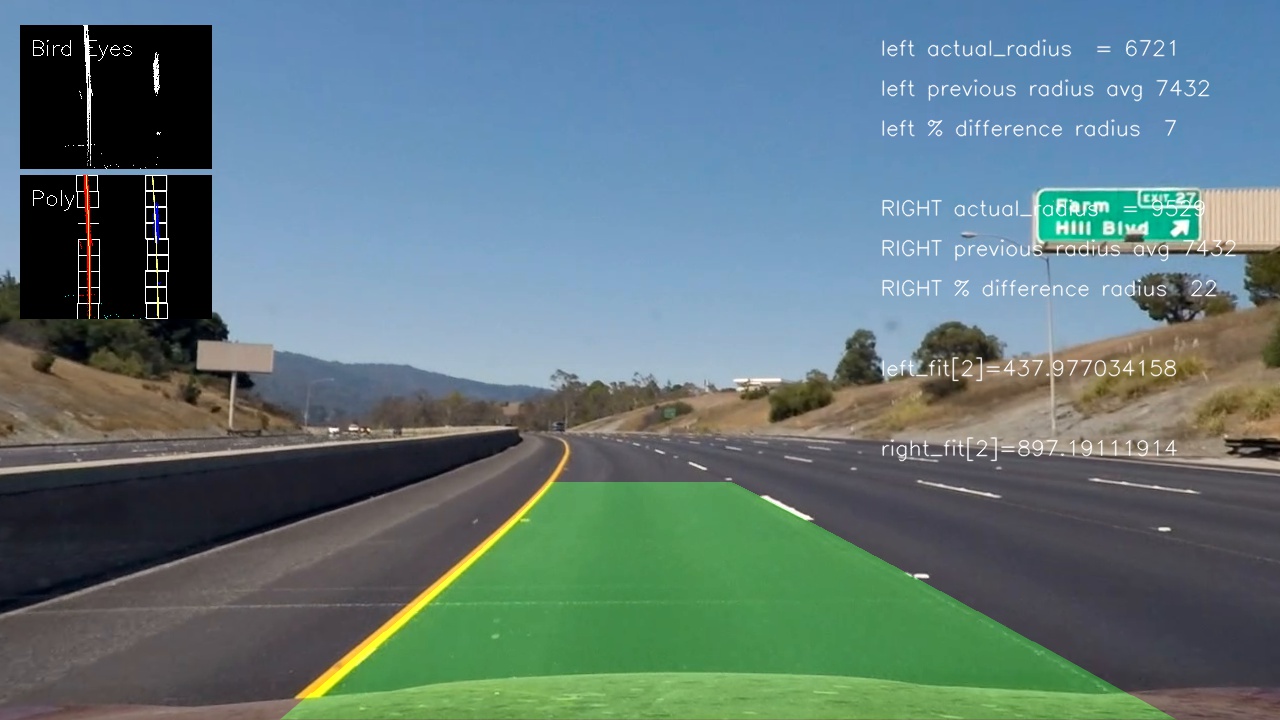 Bird Eyes
Poly
left actual_radius = 6721
left previous radius avg 7432
left % difference radius 7
EXIT 27
Farm
Hill Blvd
RIGHT actual_radius = 9529
RIGHT previous radius avg 7432
RIGHT % difference radius 22
left_fit[2]=437.977034158
right_fit[2]=897.19111914